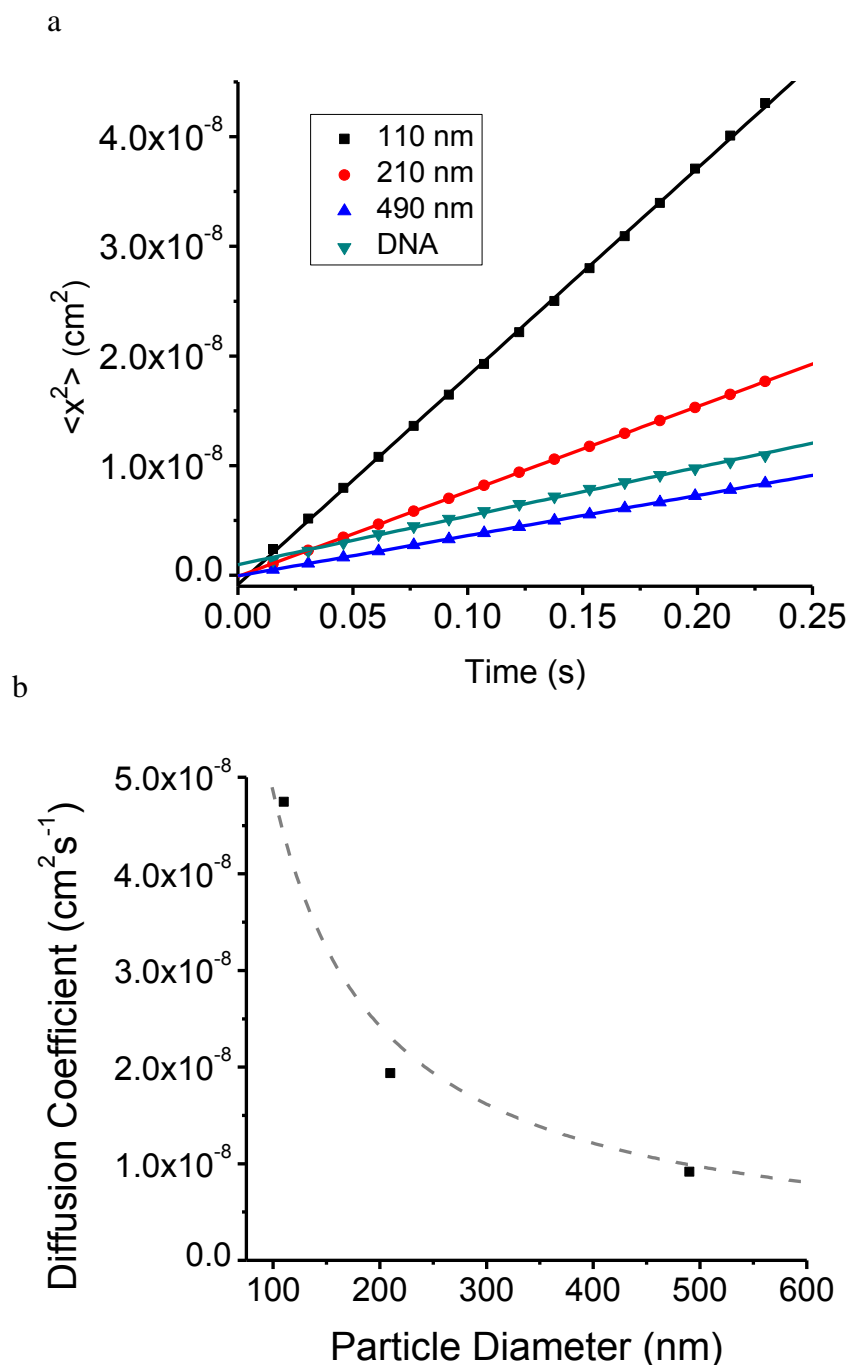 a
4.0x10⁻⁸
3.0x10⁻⁸
2.0x10⁻⁸
1.0x10⁻⁸
0.0
<x²> (cm²)
110 nm
210 nm
490 nm
DNA
0.00 0.05 0.10 0.15 0.20 0.25
Time (s)
b
5.0x10⁻⁸
4.0x10⁻⁸
3.0x10⁻⁸
2.0x10⁻⁸
1.0x10⁻⁸
0.0
Diffusion Coefficient (cm²s⁻¹)
100 200 300 400 500 600
Particle Diameter (nm)